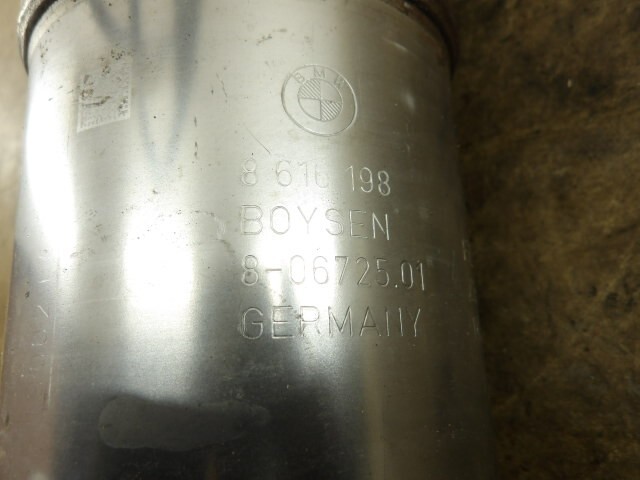 BMW
8 616 198
BOYSEN
8-06725.01
GERMANY